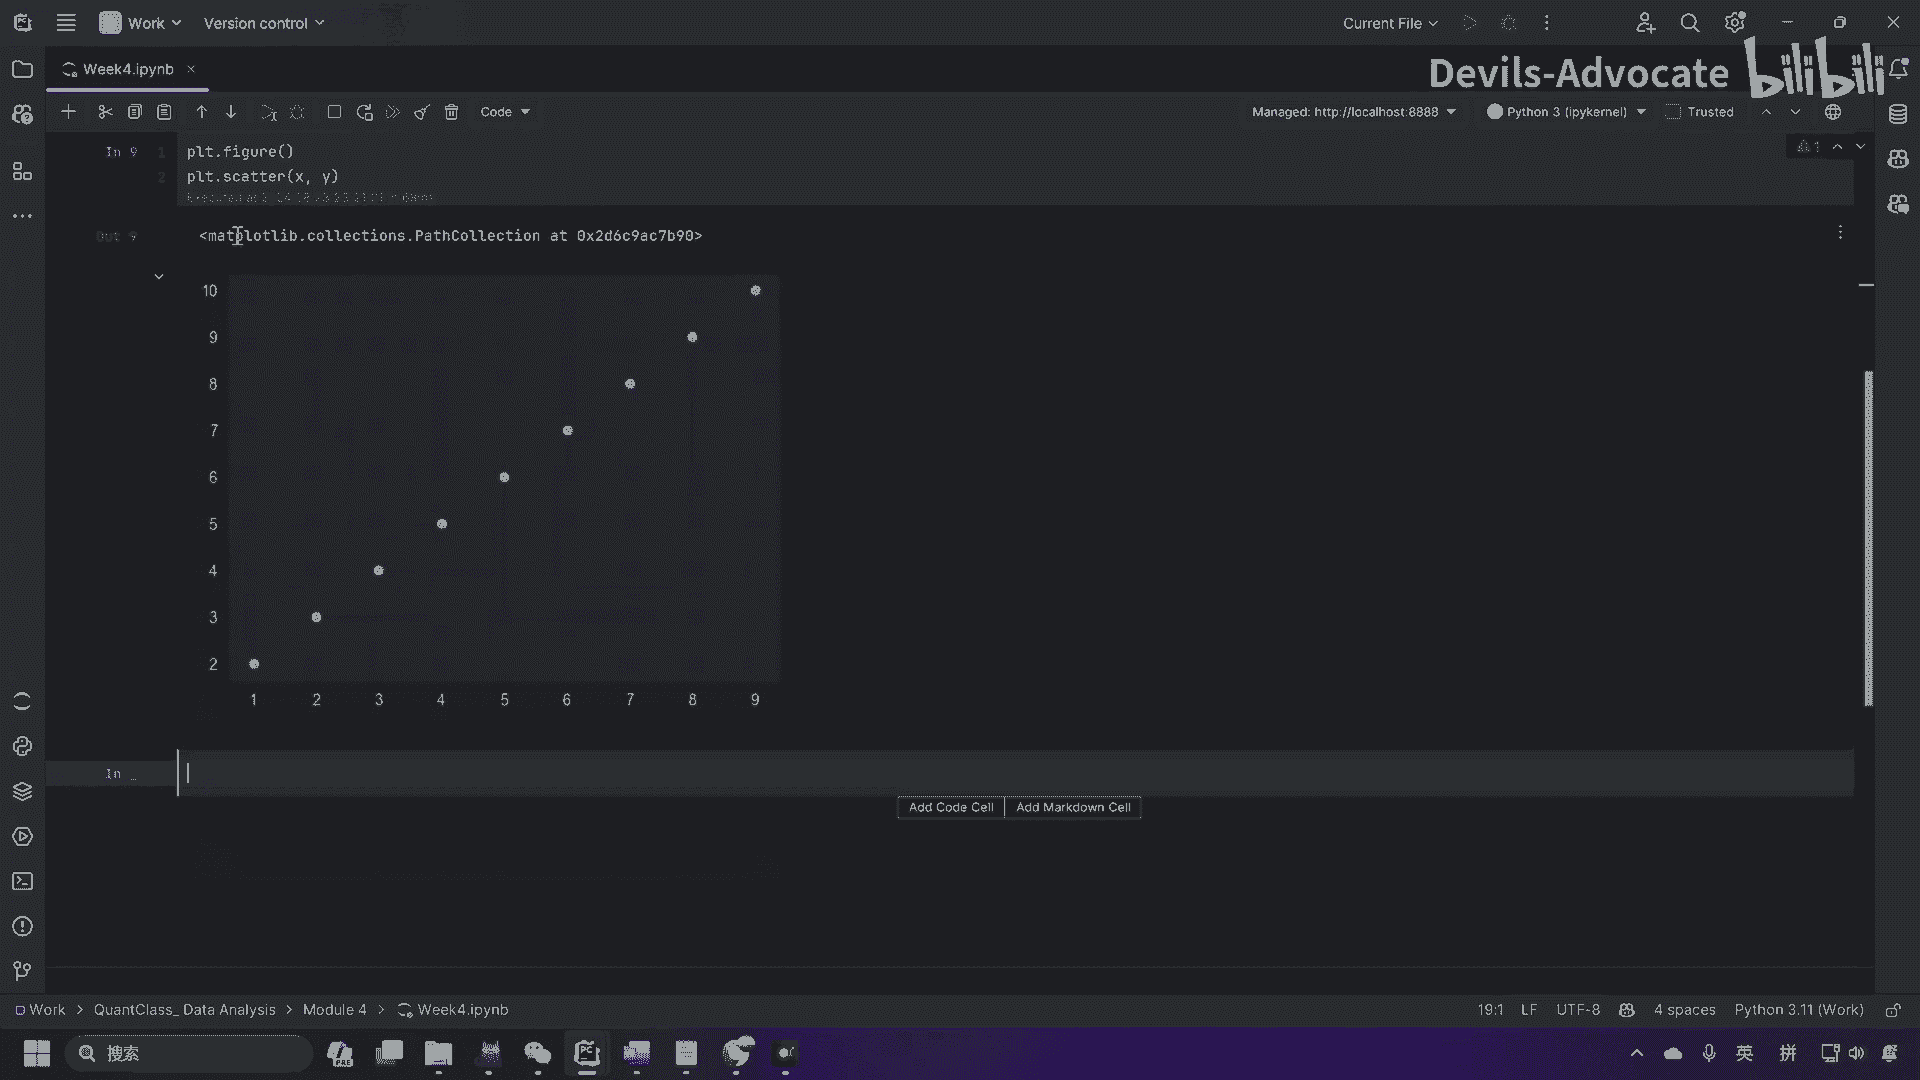 Work
Version control
Current File
Week4.ipynb
Devils-Advocate bilibili
Code
Managed: http://localhost:8888
Python 3 (ipykernel)
Trusted
In 9
1 plt.figure()
2 plt.scatter(x, y)
1
Out 9
<matplotlib.collections.PathCollection at 0x2d6c9ac7b90>
10
9
8
7
6
5
4
3
2
1 2 3 4 5 6 7 8 9
In _
Add Code Cell
Add Markdown Cell
Work > QuantClass_ Data Analysis > Module 4 > Week4.ipynb
19:1 LF UTF-8 4 spaces Python 3.11 (Work)
搜索
PRE
英
拼